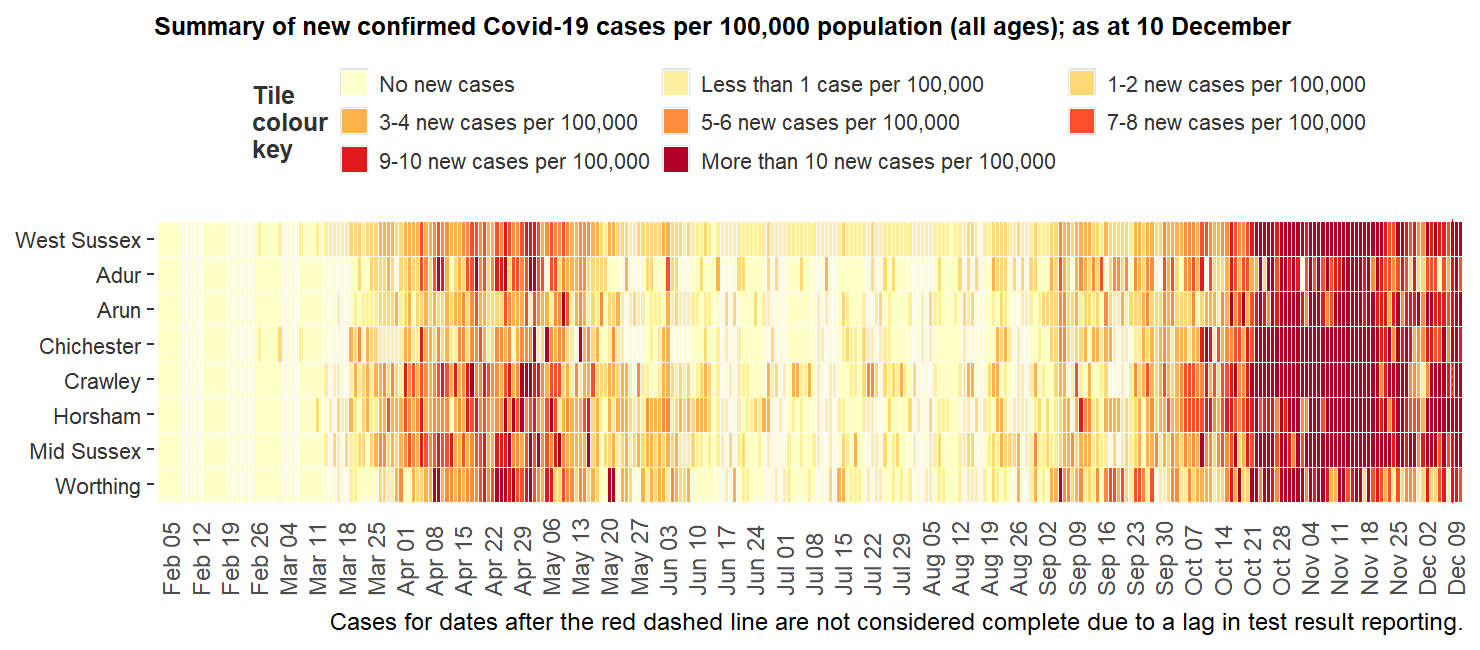 Summary of new confirmed Covid-19 cases per 100,000 population (all ages); as at 10 December
Tile
colour
key
No new cases
Less than 1 case per 100,000
1-2 new cases per 100,000
3-4 new cases per 100,000
5-6 new cases per 100,000
7-8 new cases per 100,000
9-10 new cases per 100,000
More than 10 new cases per 100,000
West Sussex
Adur
Arun
Chichester
Crawley
Horsham
Mid Sussex
Worthing
Feb 05
Feb 12
Feb 19
Feb 26
Mar 04
Mar 11
Mar 18
Mar 25
Apr 01
Apr 08
Apr 15
Apr 22
Apr 29
May 06
May 13
May 20
May 27
Jun 03
Jun 10
Jun 17
Jun 24
Jul 01
Jul 08
Jul 15
Jul 22
Jul 29
Aug 05
Aug 12
Aug 19
Aug 26
Sep 02
Sep 09
Sep 16
Sep 23
Sep 30
Oct 07
Oct 14
Oct 21
Oct 28
Nov 04
Nov 11
Nov 18
Nov 25
Dec 02
Dec 09
Cases for dates after the red dashed line are not considered complete due to a lag in test result reporting.